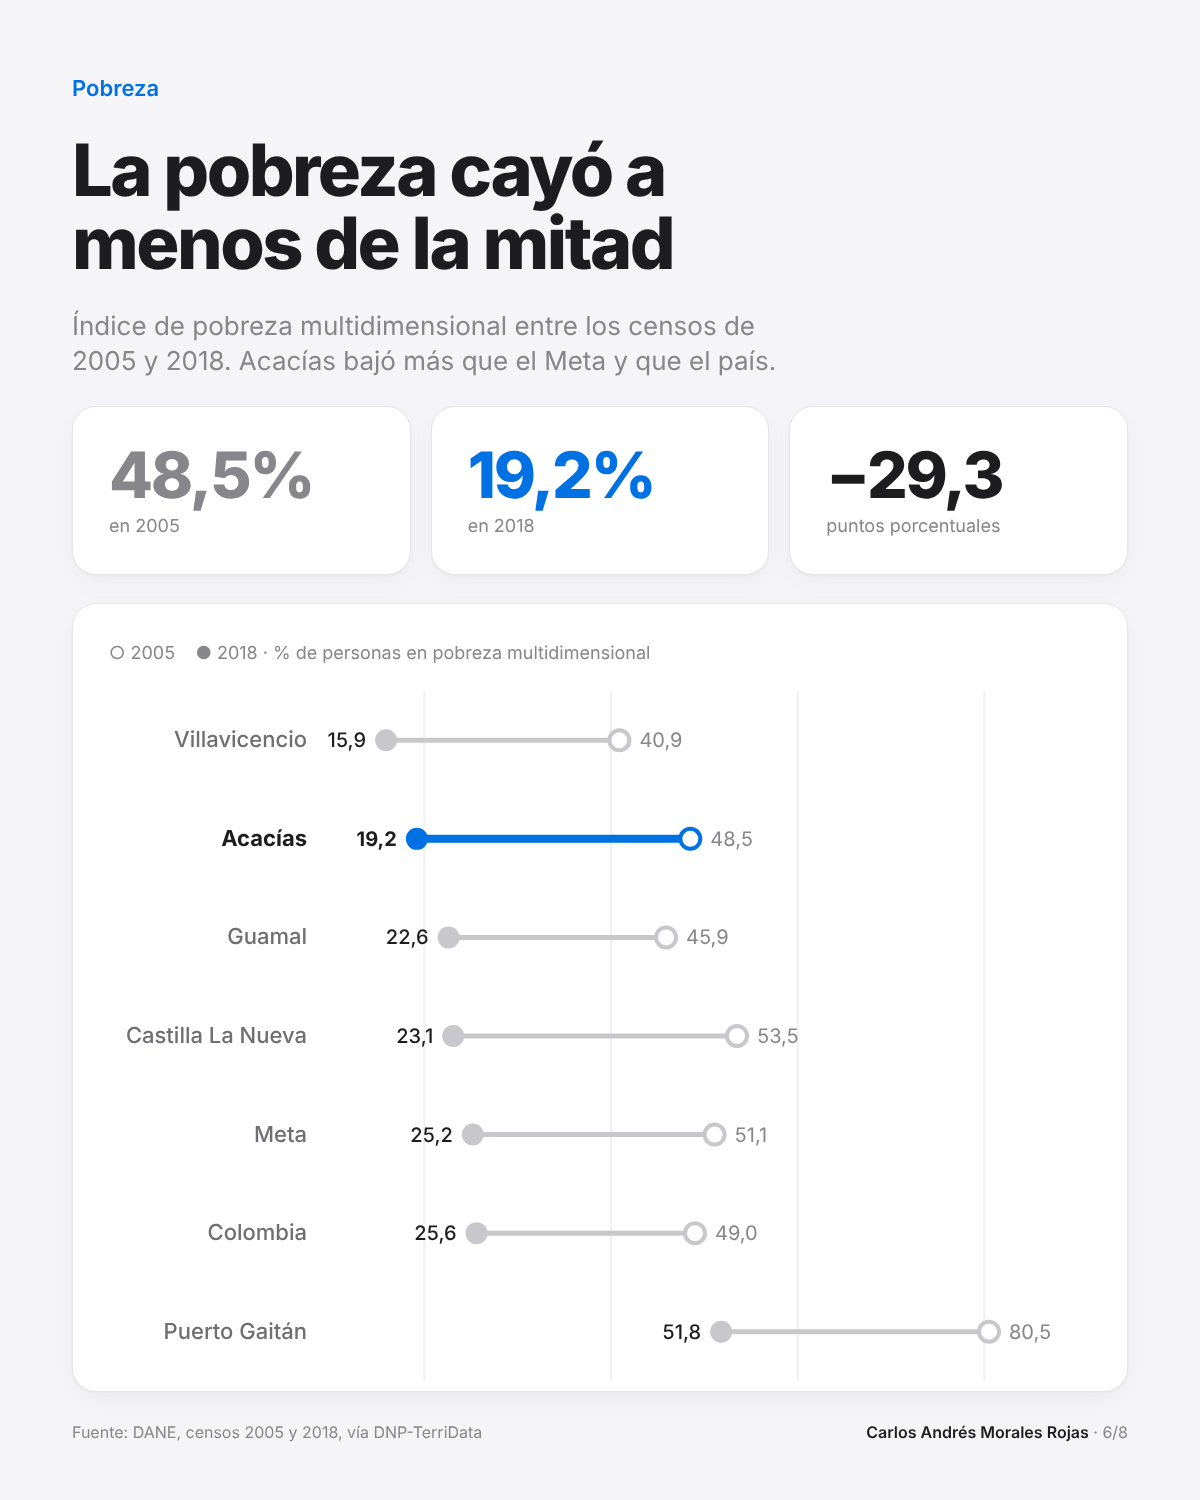 Pobreza
La pobreza cayó a
menos de la mitad
Índice de pobreza multidimensional entre los censos de
2005 y 2018. Acacías bajó más que el Meta y que el país.
48,5%
en 2005
19,2%
en 2018
−29,3
puntos porcentuales
2005 2018 · % de personas en pobreza multidimensional
Villavicencio 15,9 40,9
Acacías 19,2 48,5
Guamal 22,6 45,9
Castilla La Nueva 23,1 53,5
Meta 25,2 51,1
Colombia 25,6 49,0
Puerto Gaitán 51,8 80,5
Fuente: DANE, censos 2005 y 2018, vía DNP-TerriData
Carlos Andrés Morales Rojas · 6/8